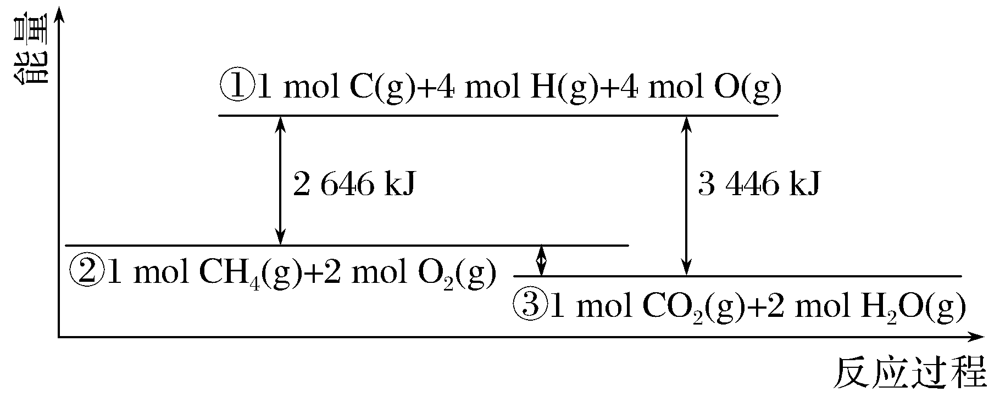 能量
①1 mol C(g)+4 mol H(g)+4 mol O(g)
2 646 kJ
3 446 kJ
②1 mol CH₄(g)+2 mol O₂(g)
③1 mol CO₂(g)+2 mol H₂O(g)
反应过程